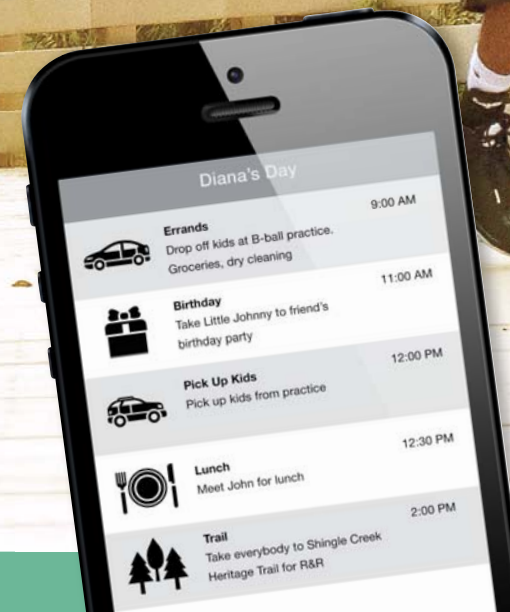 Diana's Day
Errands 9:00 AM
Drop off kids at B-ball practice.
Groceries, dry cleaning
Birthday 11:00 AM
Take Little Johnny to friend's
birthday party
Pick Up Kids 12:00 PM
Pick up kids from practice
Lunch 12:30 PM
Meet John for lunch
Trail 2:00 PM
Take everybody to Shingle Creek
Heritage Trail for R&R